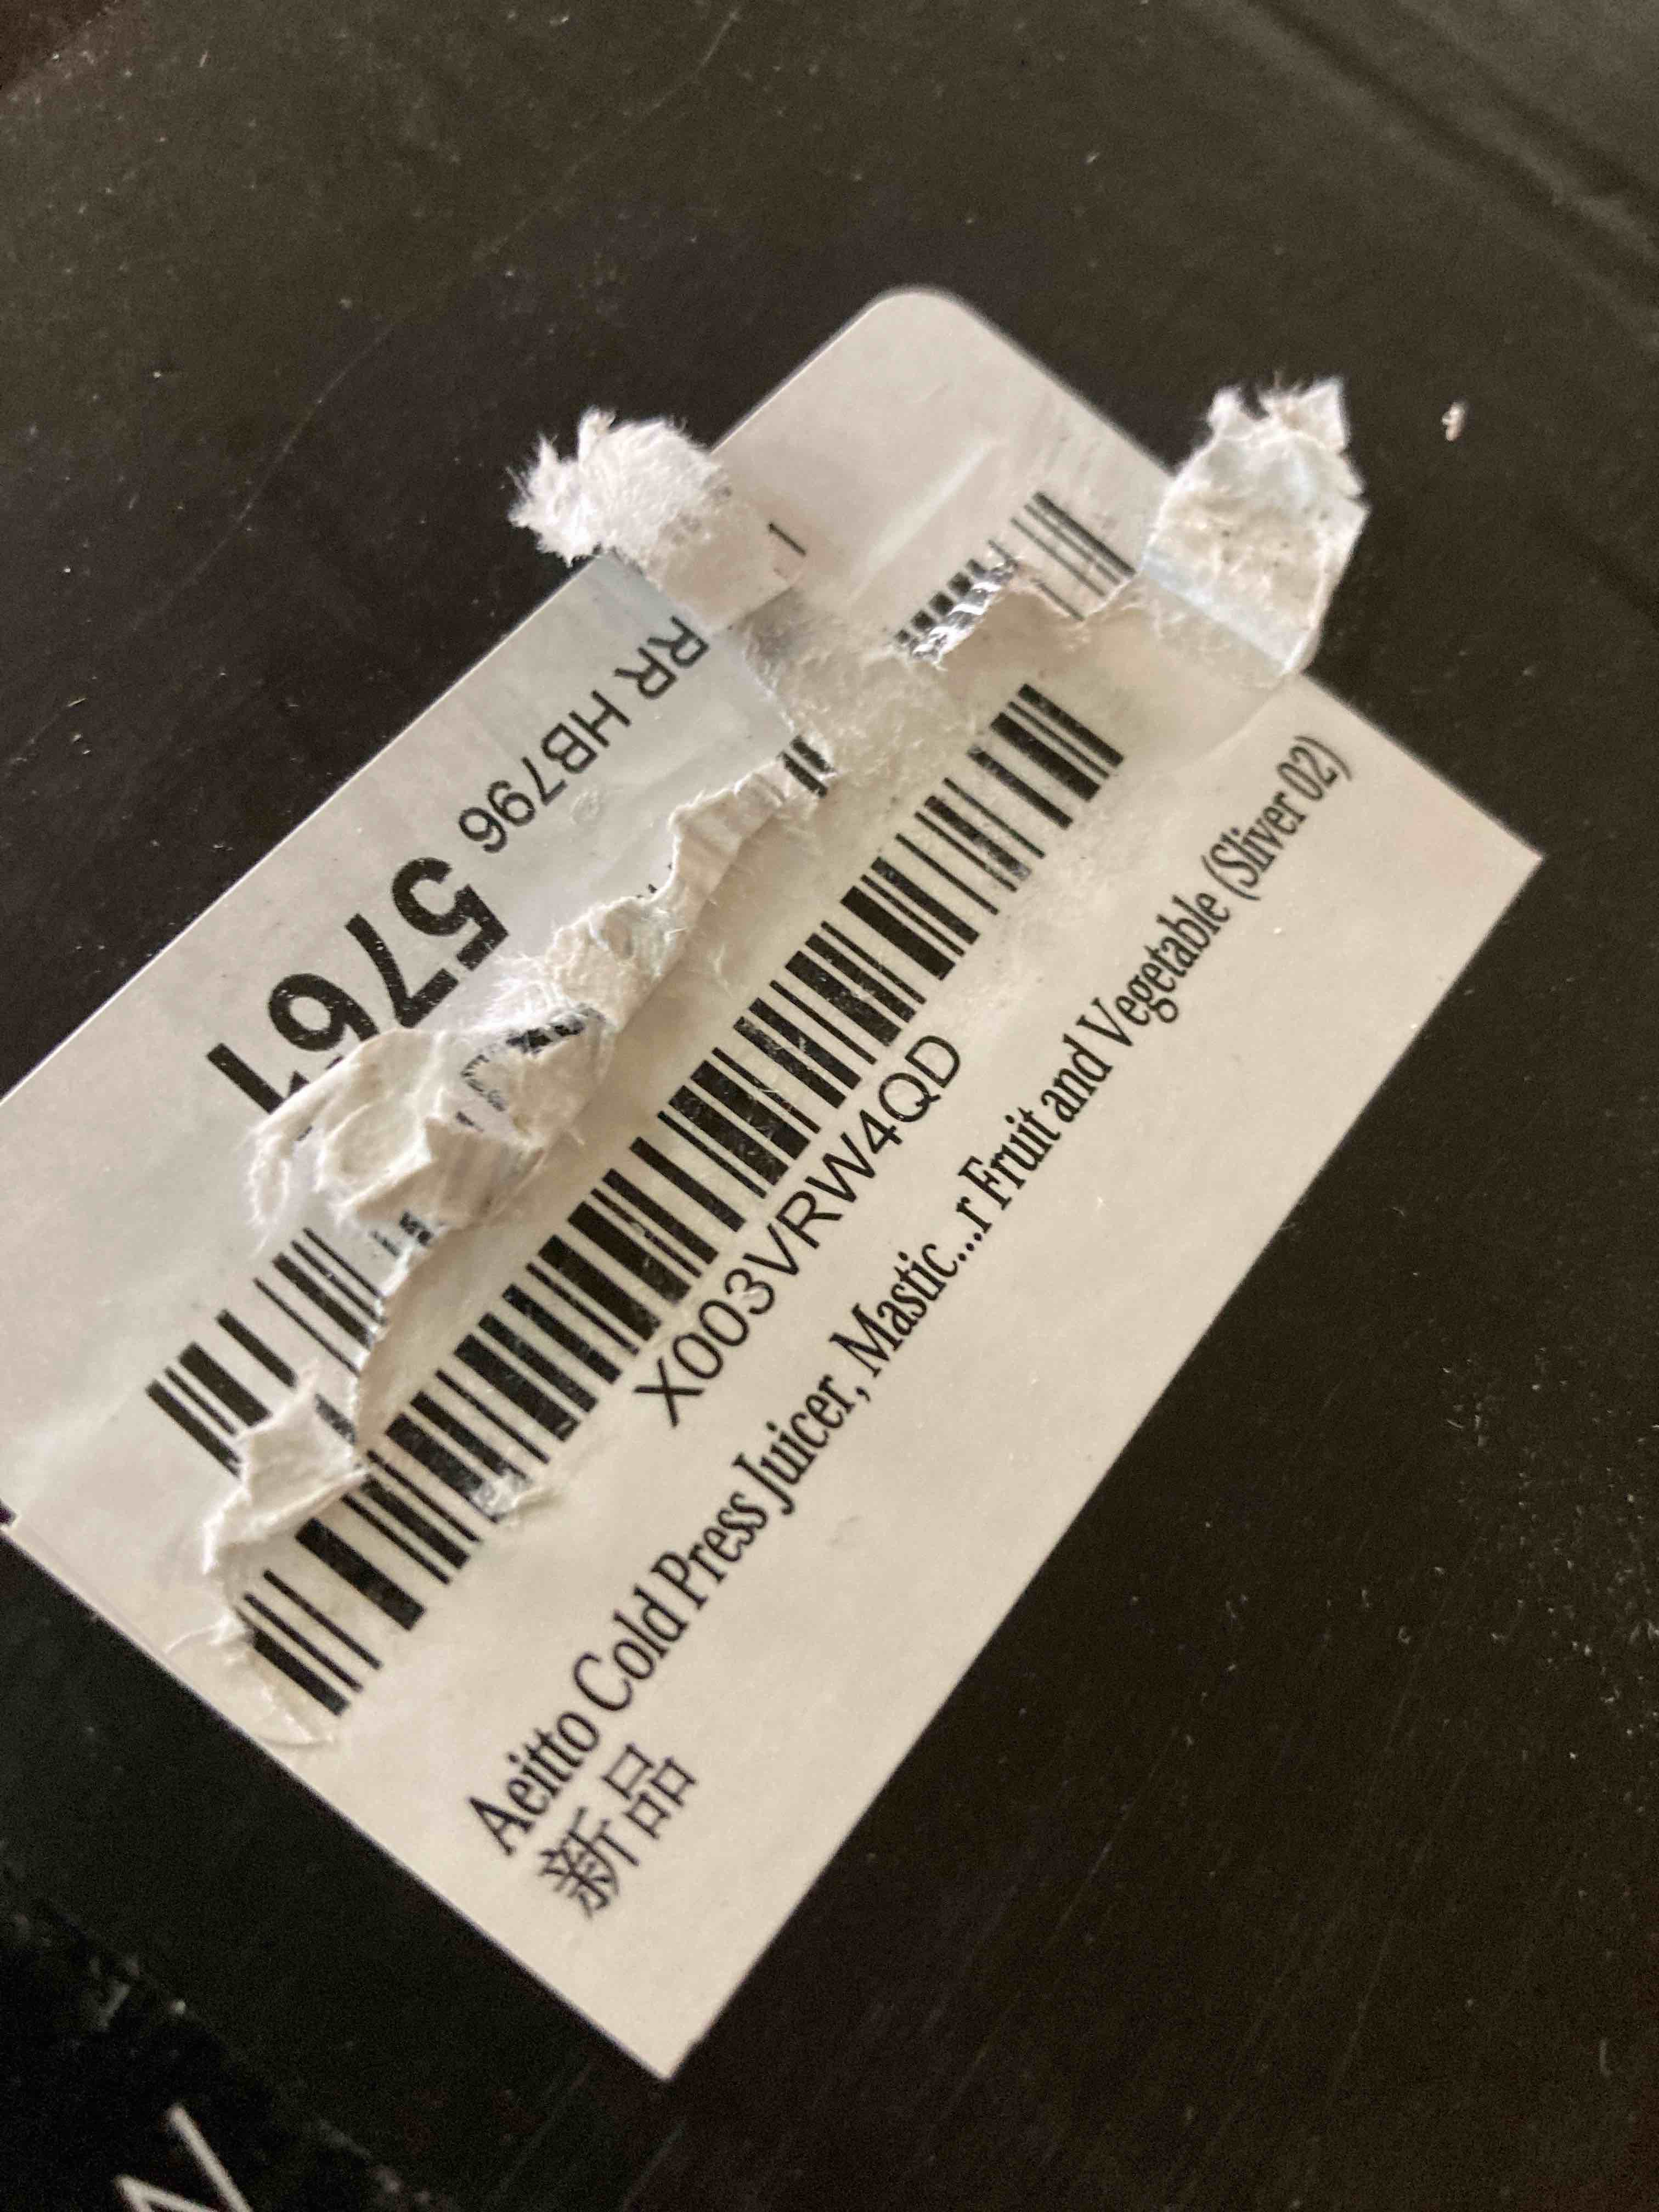 RR HB796
5761
X003VRW4QD
Aeitto Cold Press Juicer, Mastic...r Fruit and Vegetable (Sliver 02)
新品